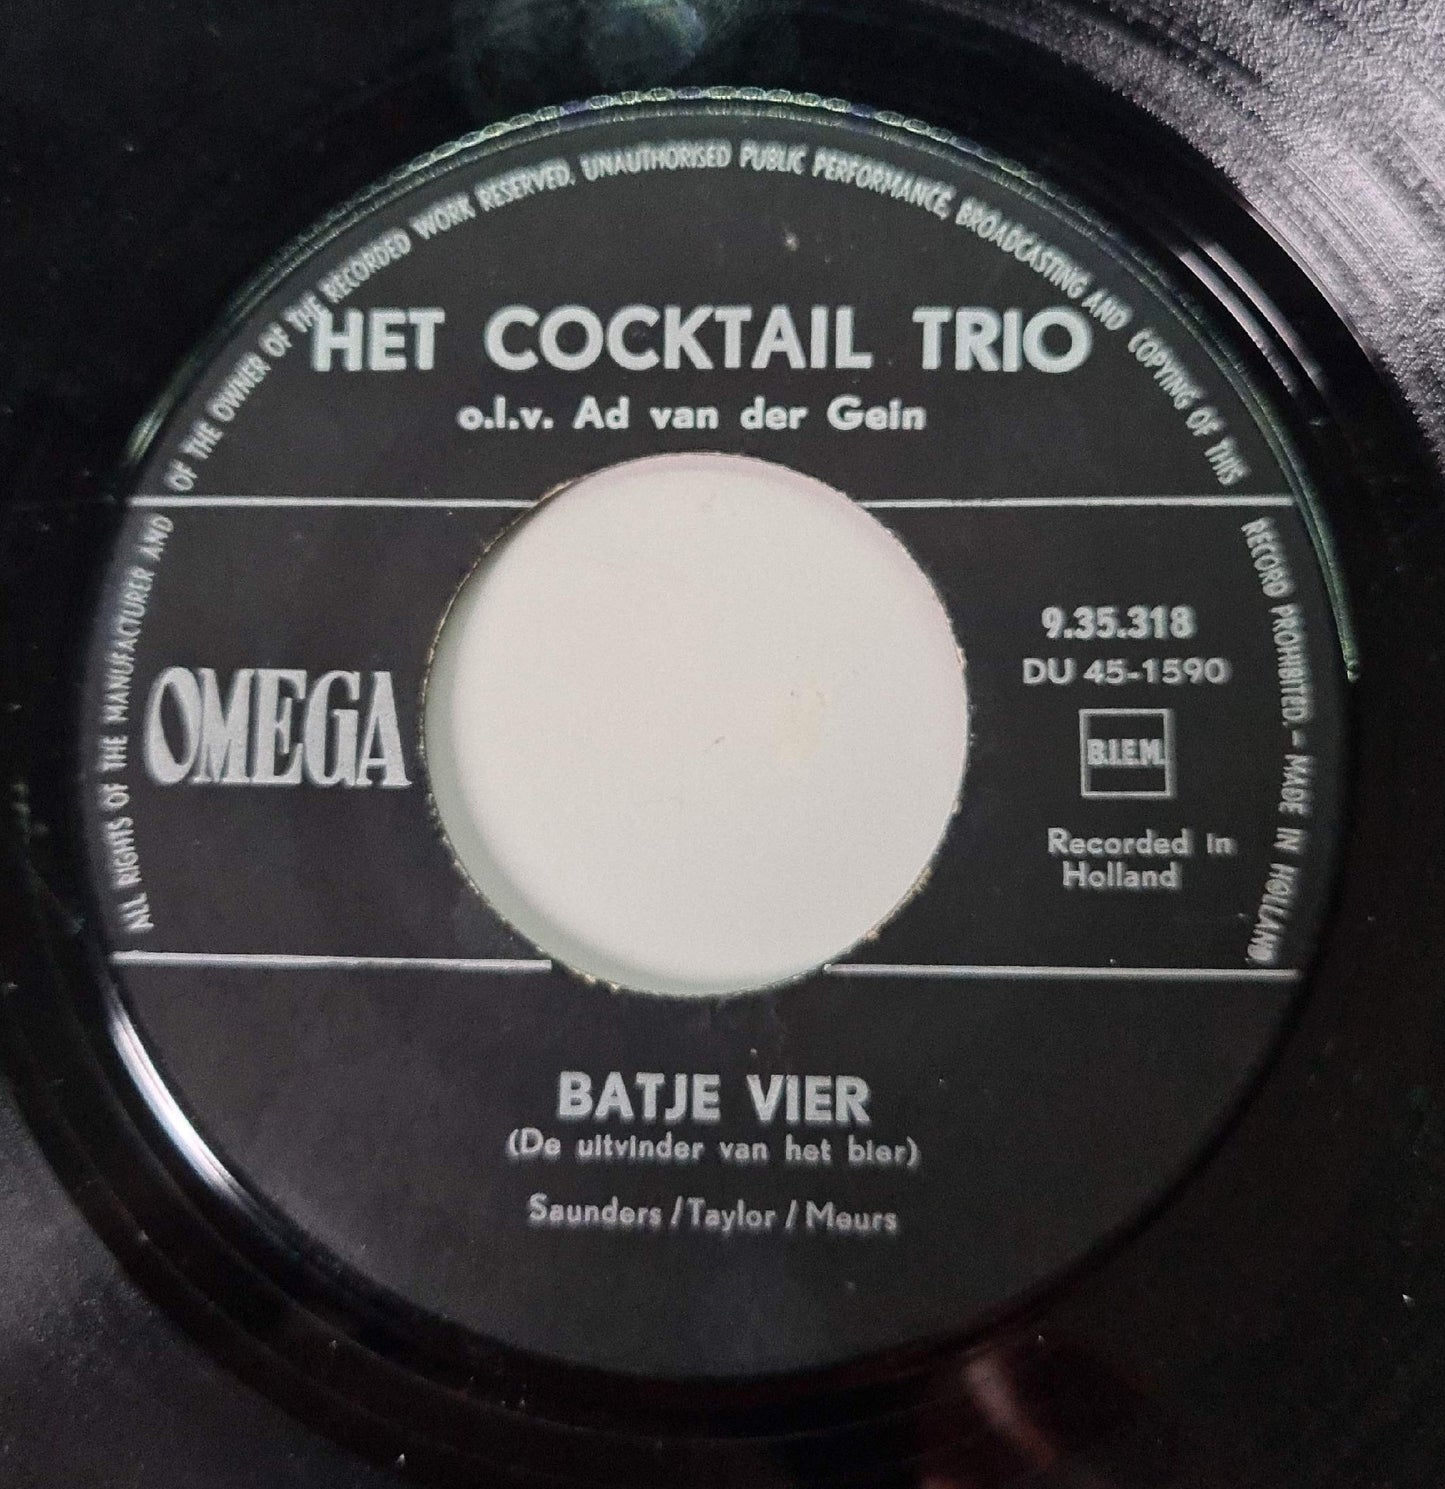 ALL RIGHTS OF THE MANUFACTURER AND OF THE OWNER OF THE RECORDED WORK RESERVED. UNAUTHORISED PUBLIC PERFORMANCE, BROADCASTING AND COPYING OF THIS RECORD PROHIBITED. - MADE IN HOLLAND
HET COCKTAIL TRIO
o.l.v. Ad van der Gein
OMEGA
9.35.318
DU 45-1590
B.I.E.M.
Recorded in
Holland
BATJE VIER
(De uitvinder van het bier)
Saunders / Taylor / Meurs